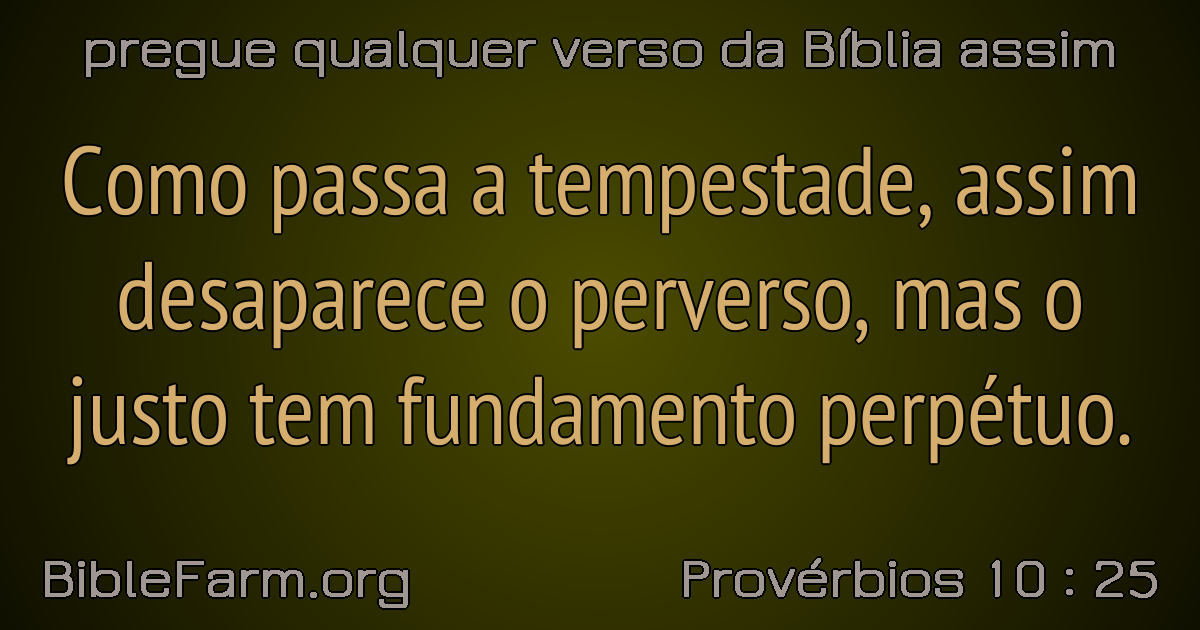 pregue qualquer verso da Bíblia assim
Como passa a tempestade, assim
desaparece o perverso, mas o
justo tem fundamento perpétuo.
BibleFarm.org
Provérbios 10 : 25